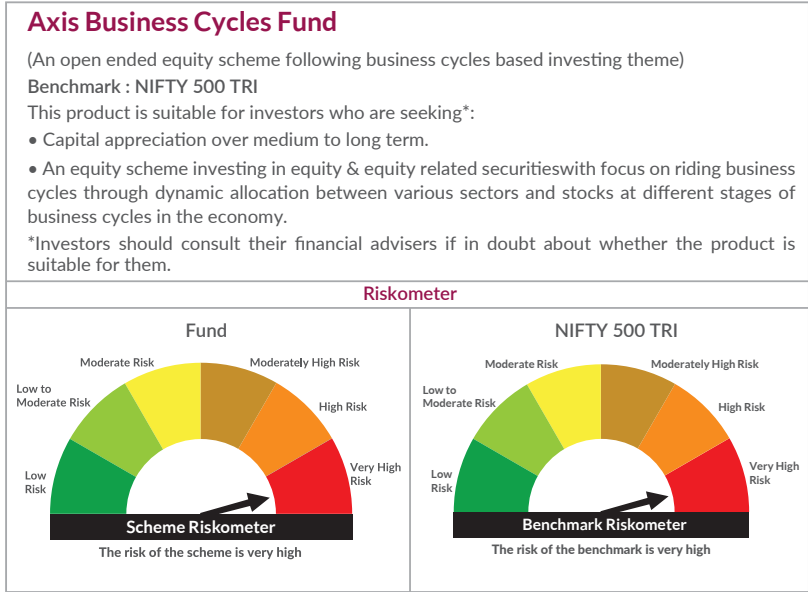 Axis Business Cycles Fund
(An open ended equity scheme following business cycles based investing theme)
Benchmark : NIFTY 500 TRI
This product is suitable for investors who are seeking*:
• Capital appreciation over medium to long term.
• An equity scheme investing in equity & equity related securitieswith focus on riding business
cycles through dynamic allocation between various sectors and stocks at different stages of
business cycles in the economy.
*Investors should consult their financial advisers if in doubt about whether the product is
suitable for them.
Riskometer
Fund
Low
Risk
Low to
Moderate Risk
Moderate Risk
Moderately High Risk
High Risk
Very High
Risk
Scheme Riskometer
The risk of the scheme is very high
NIFTY 500 TRI
Low
Risk
Low to
Moderate Risk
Moderate Risk
Moderately High Risk
High Risk
Very High
Risk
Benchmark Riskometer
The risk of the benchmark is very high